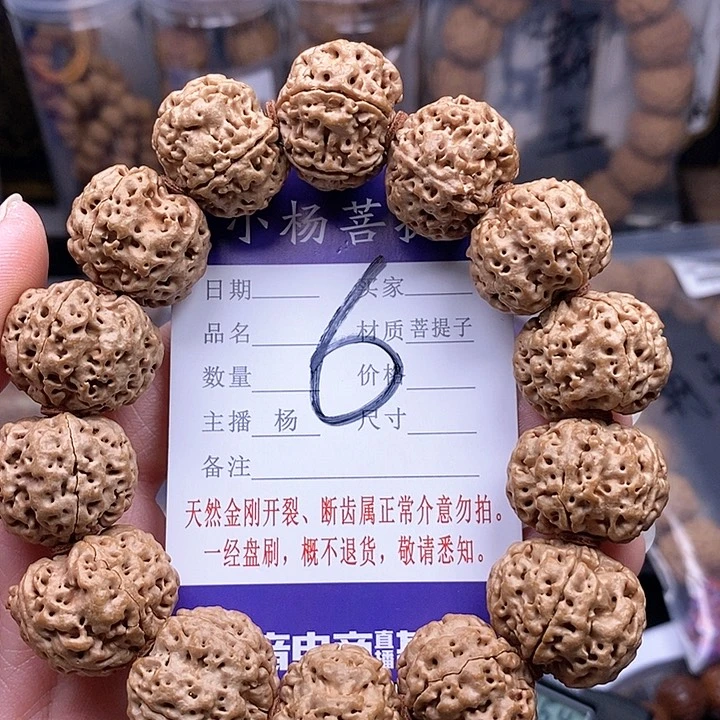 小杨菩
日期 买家
品名 材质 菩提子
数量 价格
主播 杨 尺寸
备注
6
天然金刚开裂、断齿属正常介意勿拍。
一经盘刷，概不退货，敬请悉知。
直播